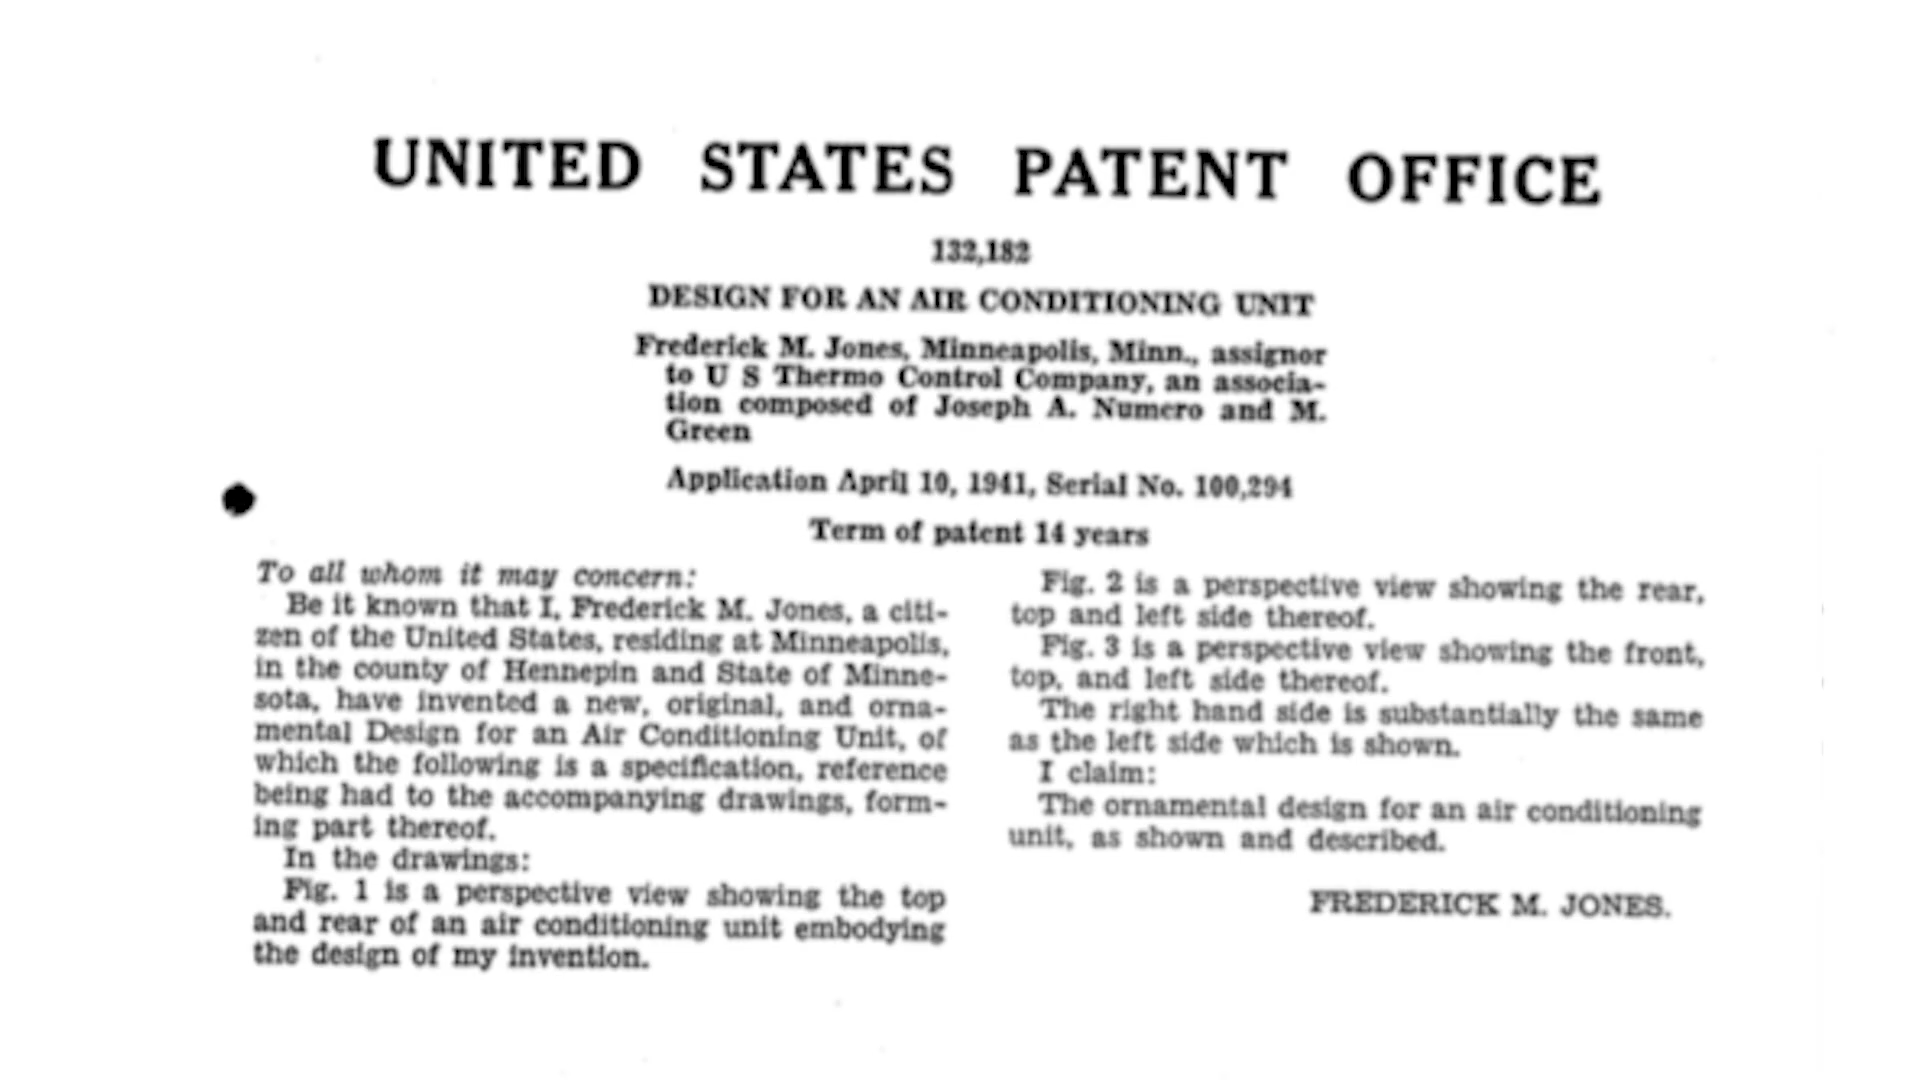 UNITED STATES PATENT OFFICE
132,182
DESIGN FOR AN AIR CONDITIONING UNIT
Frederick M. Jones, Minneapolis, Minn., assignor
to U S Thermo Control Company, an associa-
tion composed of Joseph A. Numero and M.
Green
Application April 10, 1941, Serial No. 100,294
Term of patent 14 years
To all whom it may concern:
Be it known that I, Frederick M. Jones, a citi-
zen of the United States, residing at Minneapolis,
in the county of Hennepin and State of Minne-
sota, have invented a new, original, and orna-
mental Design for an Air Conditioning Unit, of
which the following is a specification, reference
being had to the accompanying drawings, form-
ing part thereof.
In the drawings:
Fig. 1 is a perspective view showing the top
and rear of an air conditioning unit embodying
the design of my invention.
Fig. 2 is a perspective view showing the rear,
top and left side thereof.
Fig. 3 is a perspective view showing the front,
top, and left side thereof.
The right hand side is substantially the same
as the left side which is shown.
I claim:
The ornamental design for an air conditioning
unit, as shown and described.
FREDERICK M. JONES.